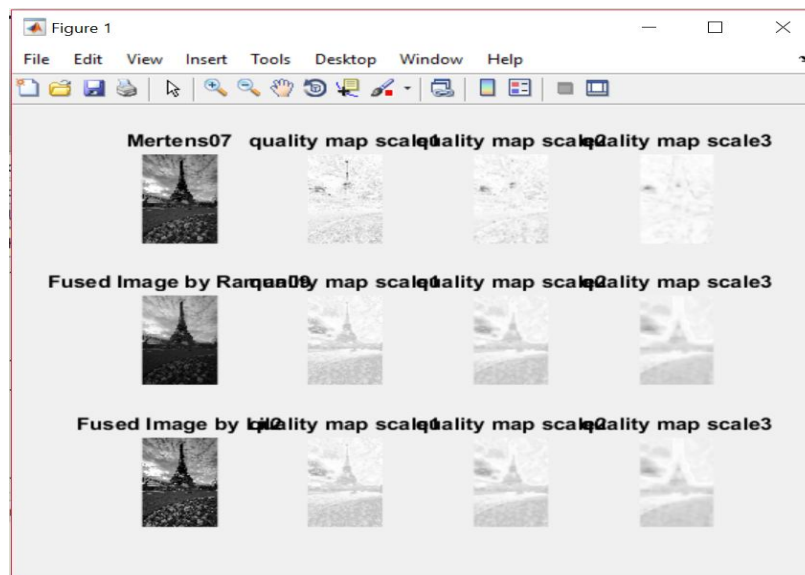 Figure 1
File Edit View Insert Tools Desktop Window Help
Mertens07 quality map scale1 quality map scale2 quality map scale3
Fused Image by Raman09 quality map scale1 quality map scale2 quality map scale3
Fused Image by quality map scale1 quality map scale2 quality map scale3